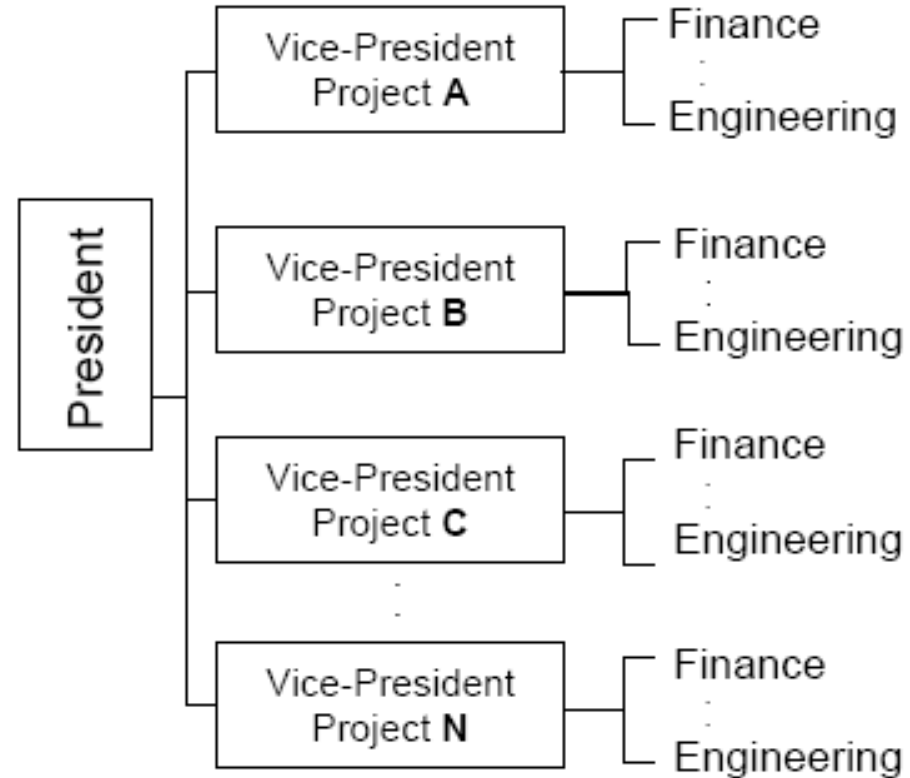 President
Vice-President
Project A
Finance
Engineering
Vice-President
Project B
Finance
Engineering
Vice-President
Project C
Finance
Engineering
Vice-President
Project N
Finance
Engineering